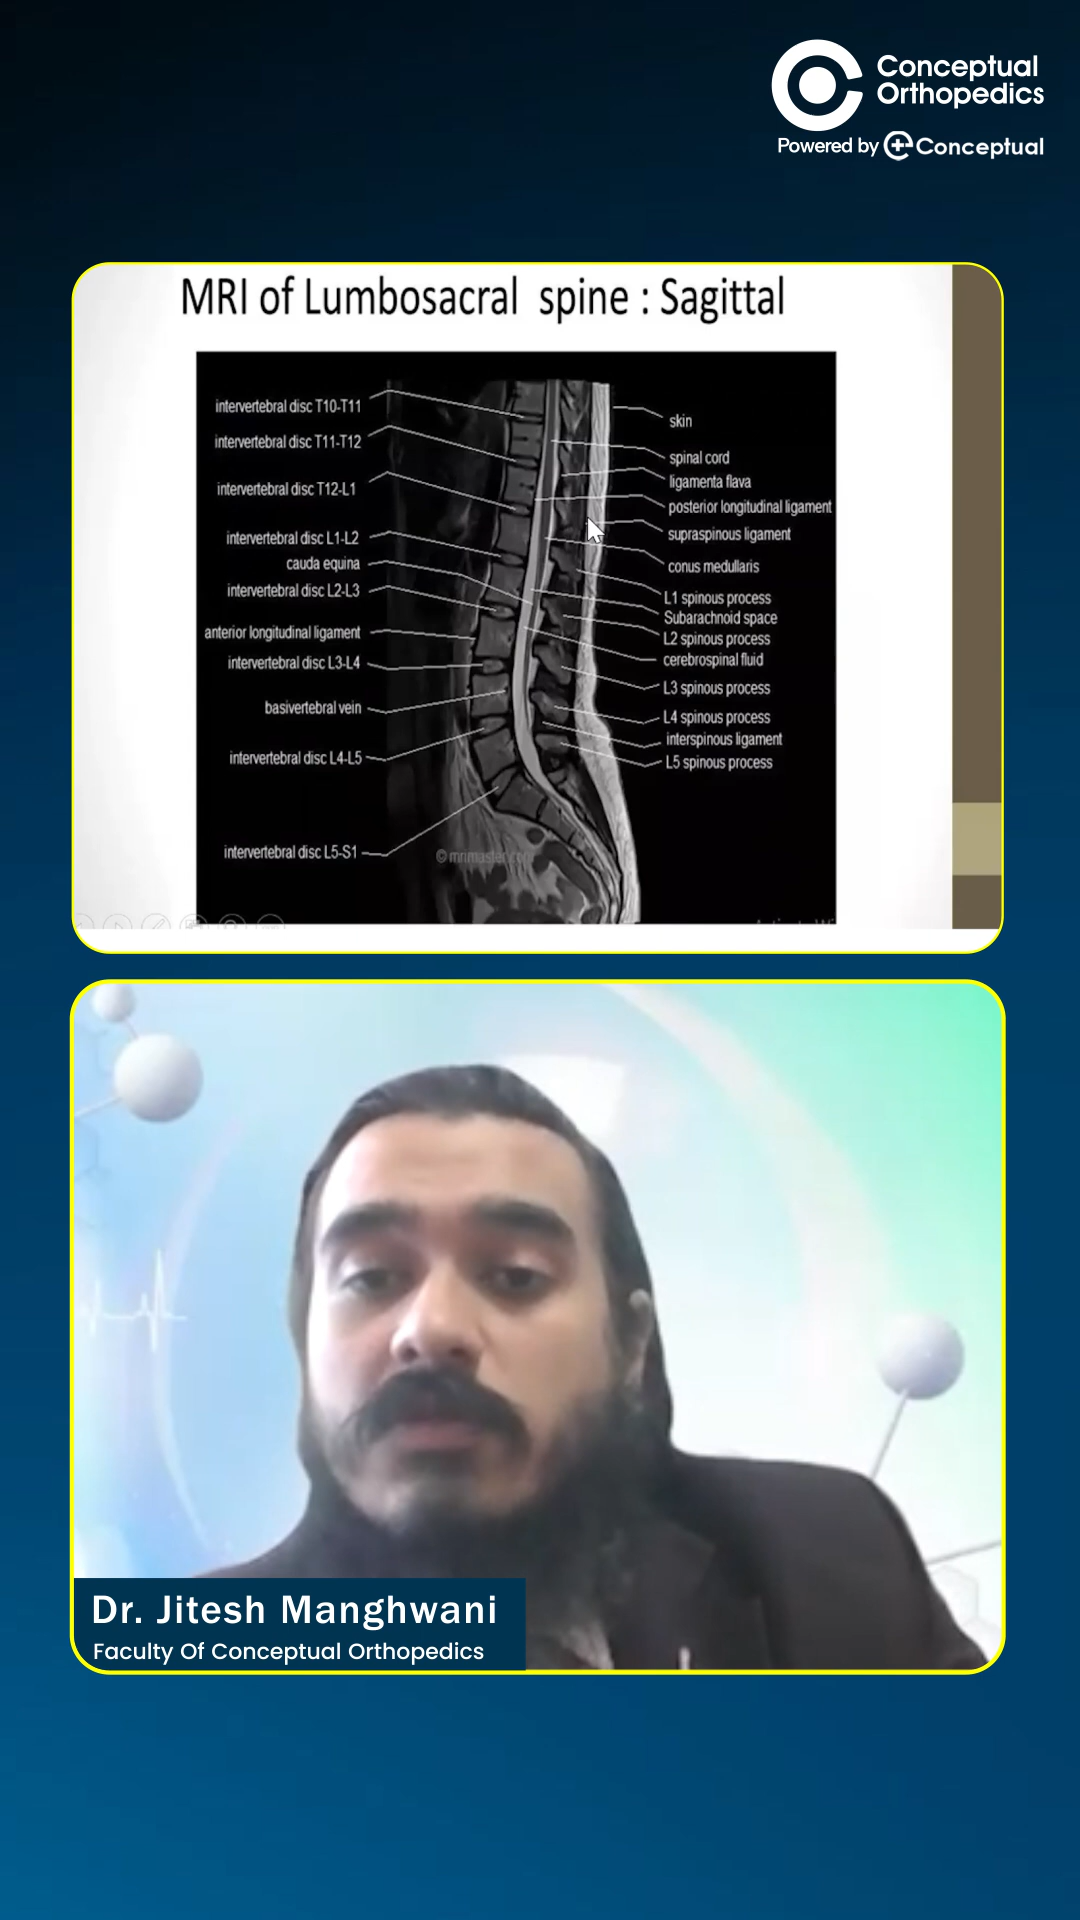 Conceptual
Orthopedics
Powered by Conceptual
MRI of Lumbosacral spine : Sagittal
intervertebral disc T10-T11
intervertebral disc T11-T12
intervertebral disc T12-L1
intervertebral disc L1-L2
cauda equina
intervertebral disc L2-L3
anterior longitudinal ligament
intervertebral disc L3-L4
basivertebral vein
intervertebral disc L4-L5
intervertebral disc L5-S1
skin
spinal cord
ligamenta flava
posterior longitudinal ligament
supraspinous ligament
conus medullaris
L1 spinous process
Subarachnoid space
L2 spinous process
cerebrospinal fluid
L3 spinous process
L4 spinous process
interspinous ligament
L5 spinous process
© mrimaster.com
Dr. Jitesh Manghwani
Faculty Of Conceptual Orthopedics